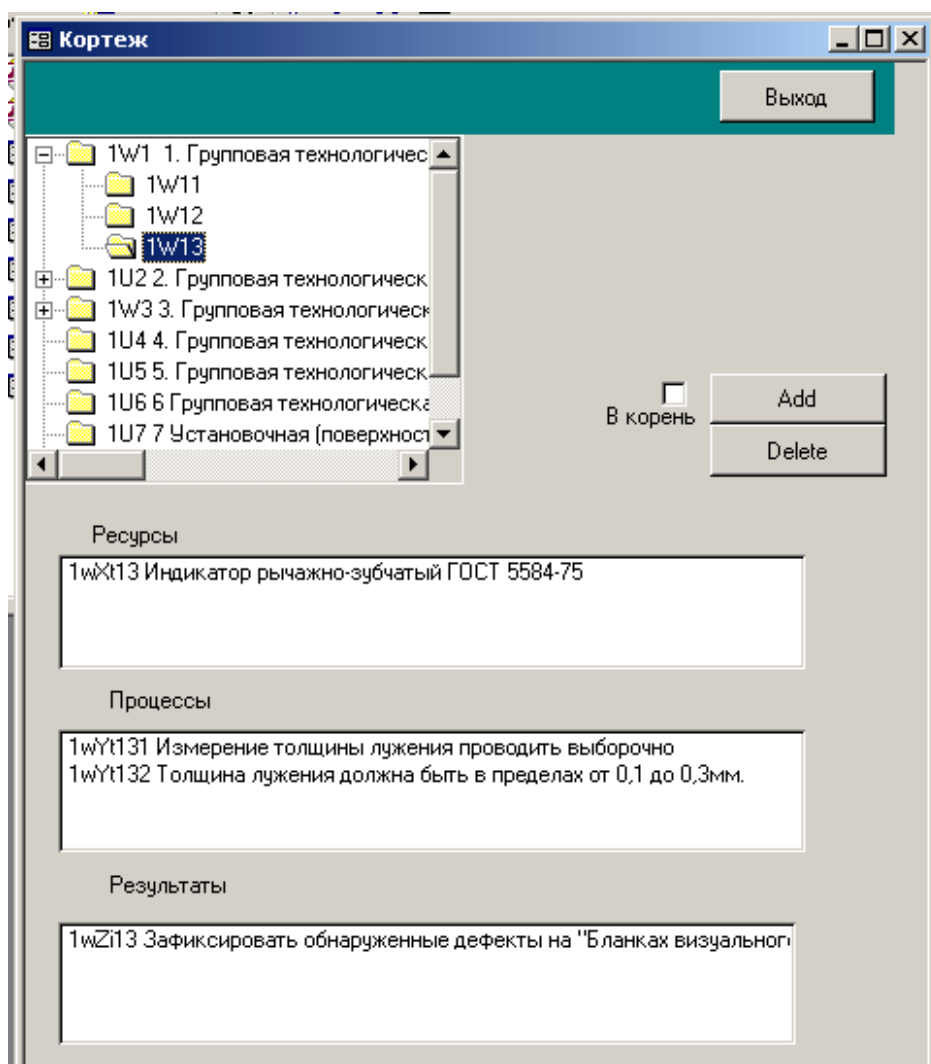 Кортеж
Выход
1W1 1. Групповая технологичес
1W11
1W12
1W13
1U2 2. Групповая технологическ
1W3 3. Групповая технологическ
1U4 4. Групповая технологическ
1U5 5. Групповая технологическ
1U6 6 Групповая технологическа
1U7 7 Установочная (поверхност
В корень
Add
Delete
Ресурсы
1wXt13 Индикатор рычажно-зубчатый ГОСТ 5584-75
Процессы
1wYt131 Измерение толщины лужения проводить выборочно
1wYt132 Толщина лужения должна быть в пределах от 0,1 до 0,3мм.
Результаты
1wZi13 Зафиксировать обнаруженные дефекты на "Бланках визуального